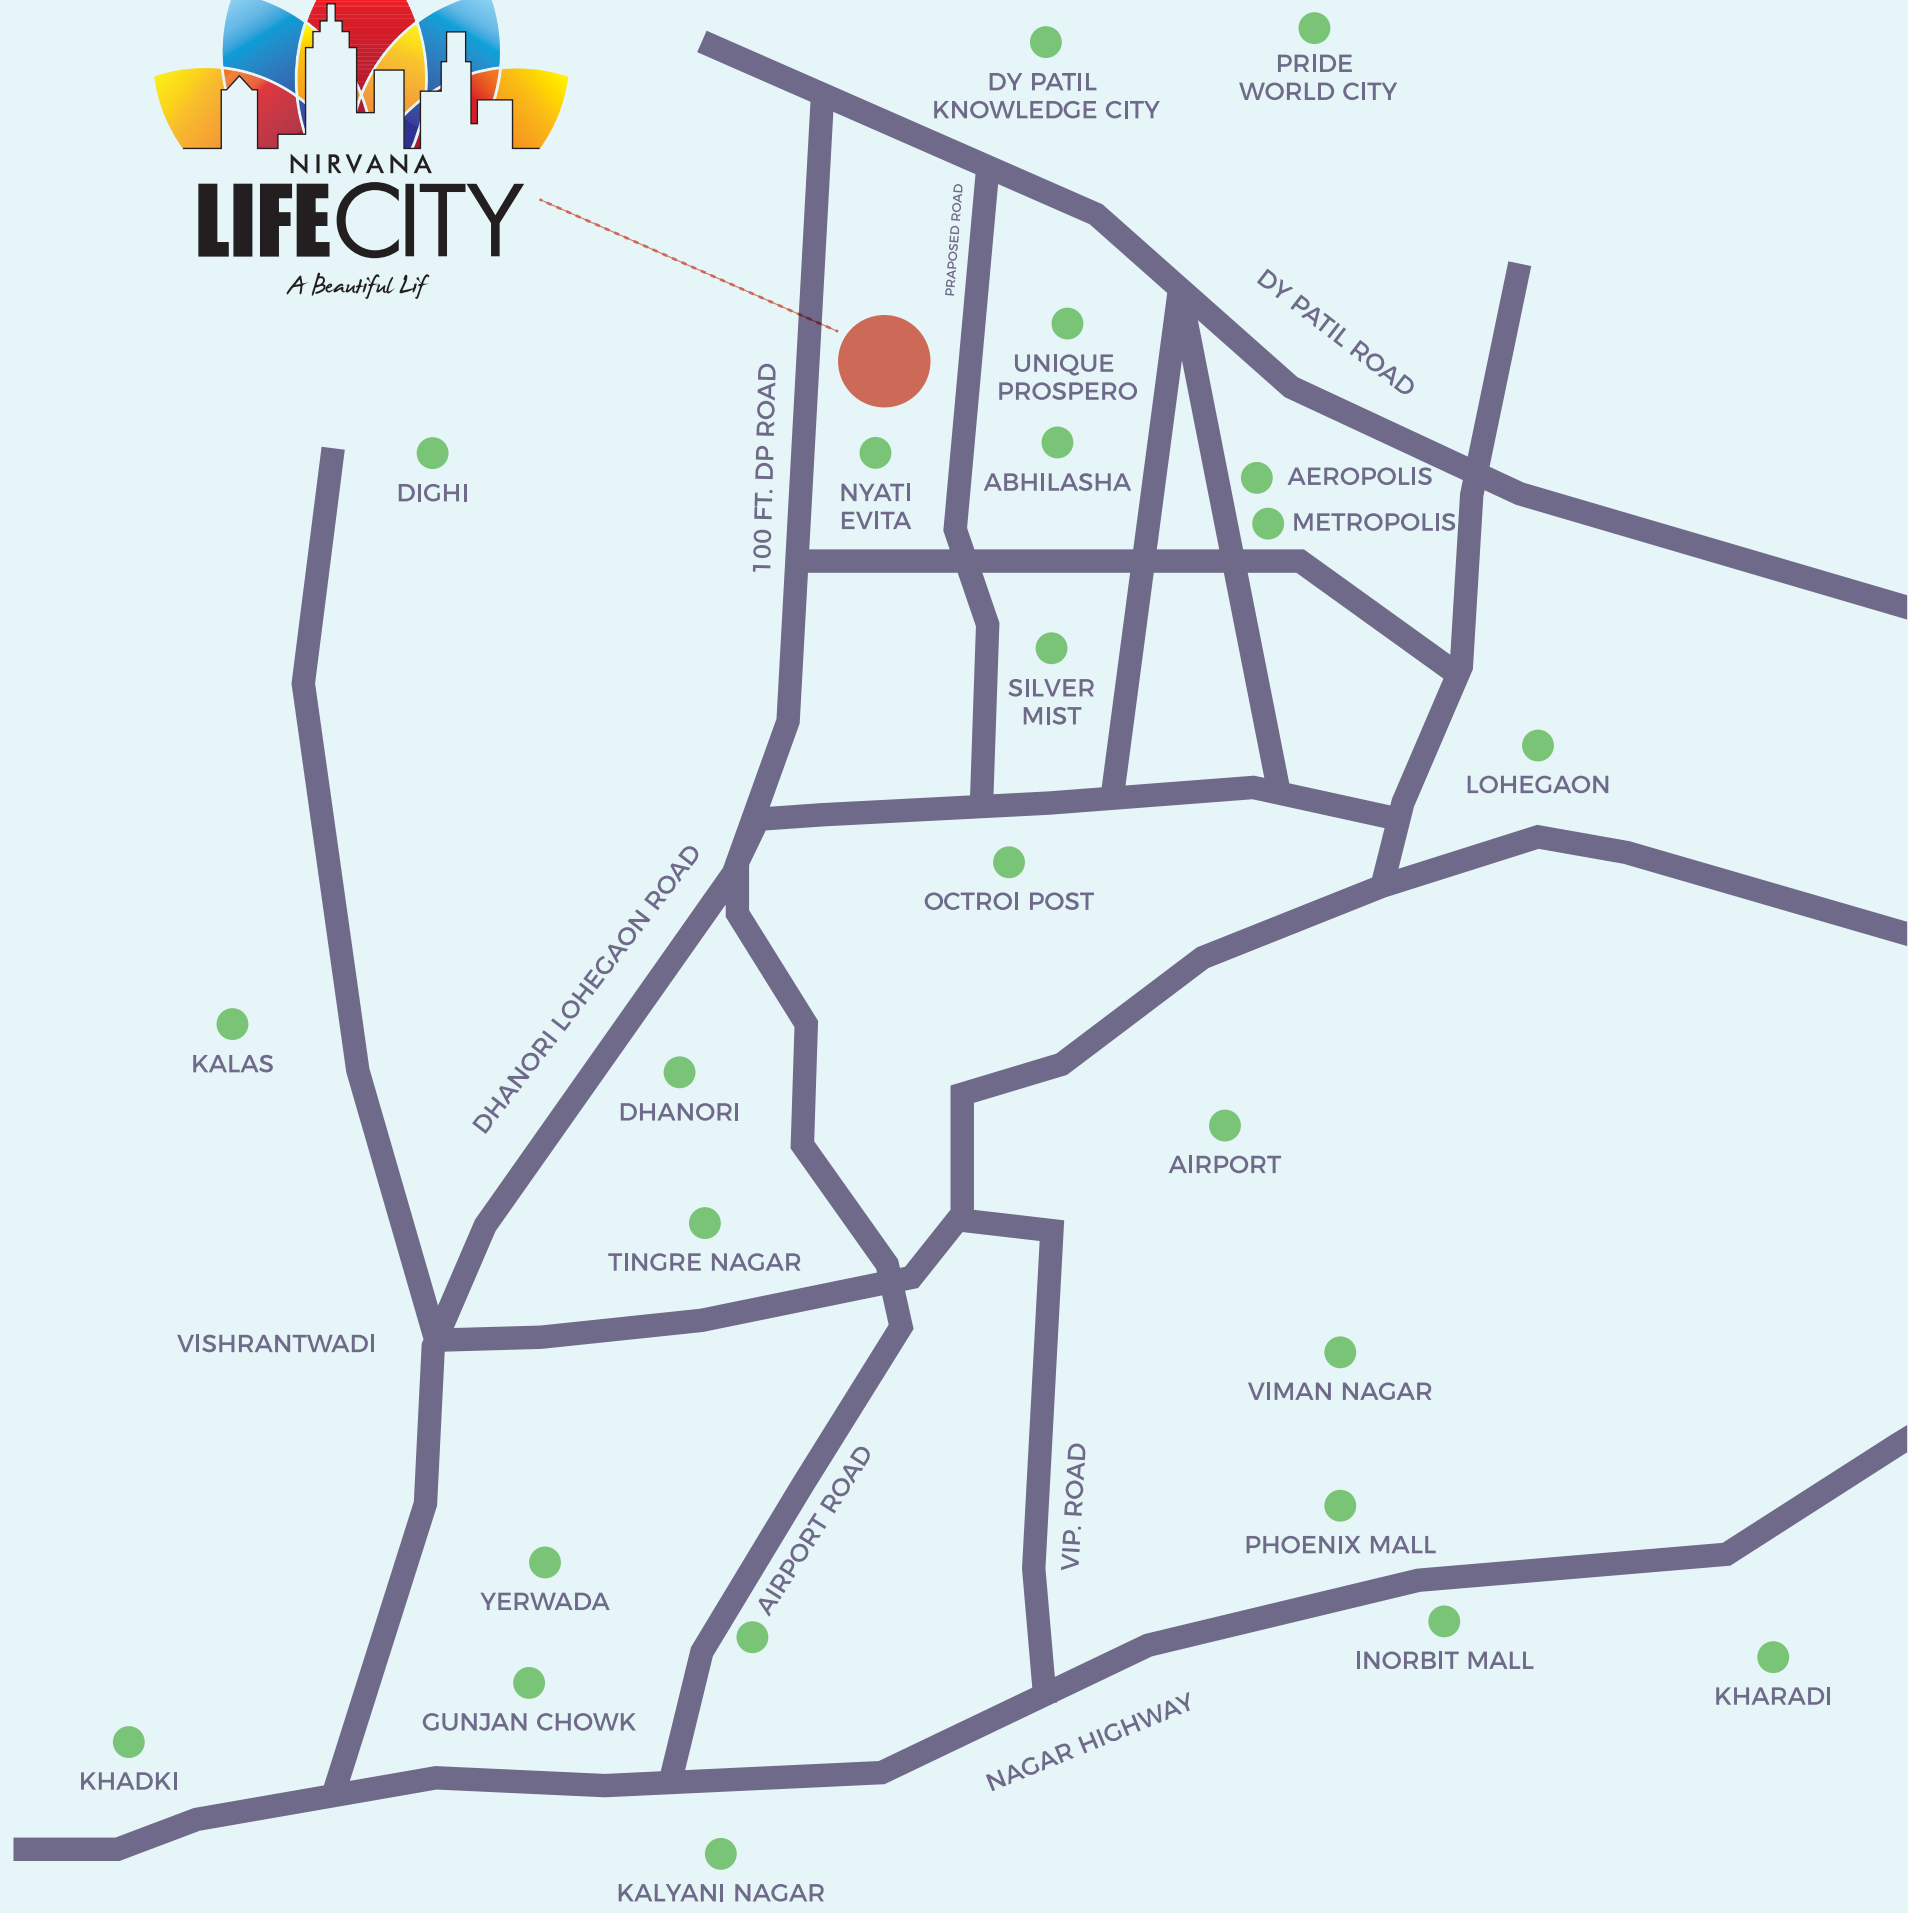 NIRVANA
LIFECITY
A Beautiful Lif
DY PATIL
KNOWLEDGE CITY
PRIDE
WORLD CITY
PRAPOSED ROAD
DY PATIL ROAD
UNIQUE
PROSPERO
100 FT. DP ROAD
DIGHI
NYATI
EVITA
ABHILASHA
AEROPOLIS
METROPOLIS
SILVER
MIST
LOHEGAON
OCTROI POST
DHANORI LOHEGAON ROAD
KALAS
DHANORI
AIRPORT
TINGRE NAGAR
VISHRANTWADI
VIMAN NAGAR
AIRPORT ROAD
VIP. ROAD
PHOENIX MALL
YERWADA
INORBIT MALL
KHARADI
GUNJAN CHOWK
NAGAR HIGHWAY
KHADKI
KALYANI NAGAR